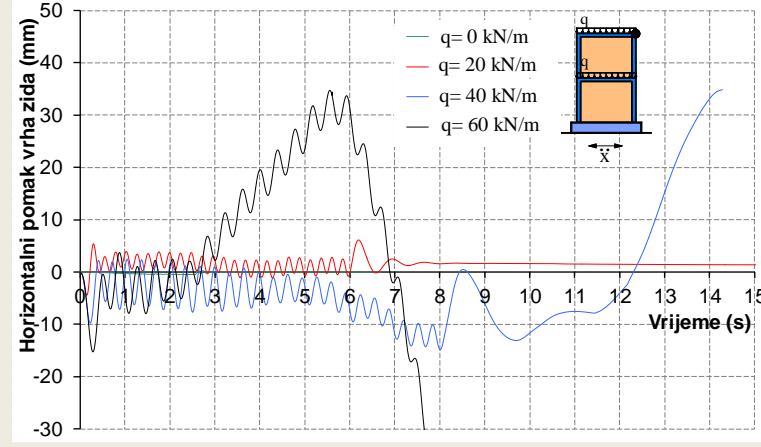 Horizontalni pomak vrha zida (mm)
50
40
30
20
10
0
-10
-20
-30
q= 0 kN/m
q= 20 kN/m
q= 40 kN/m
q= 60 kN/m
q
q
ẍ
0 1 2 3 4 5 6 7 8 9 10 11 12 13 14 15
Vrijeme (s)